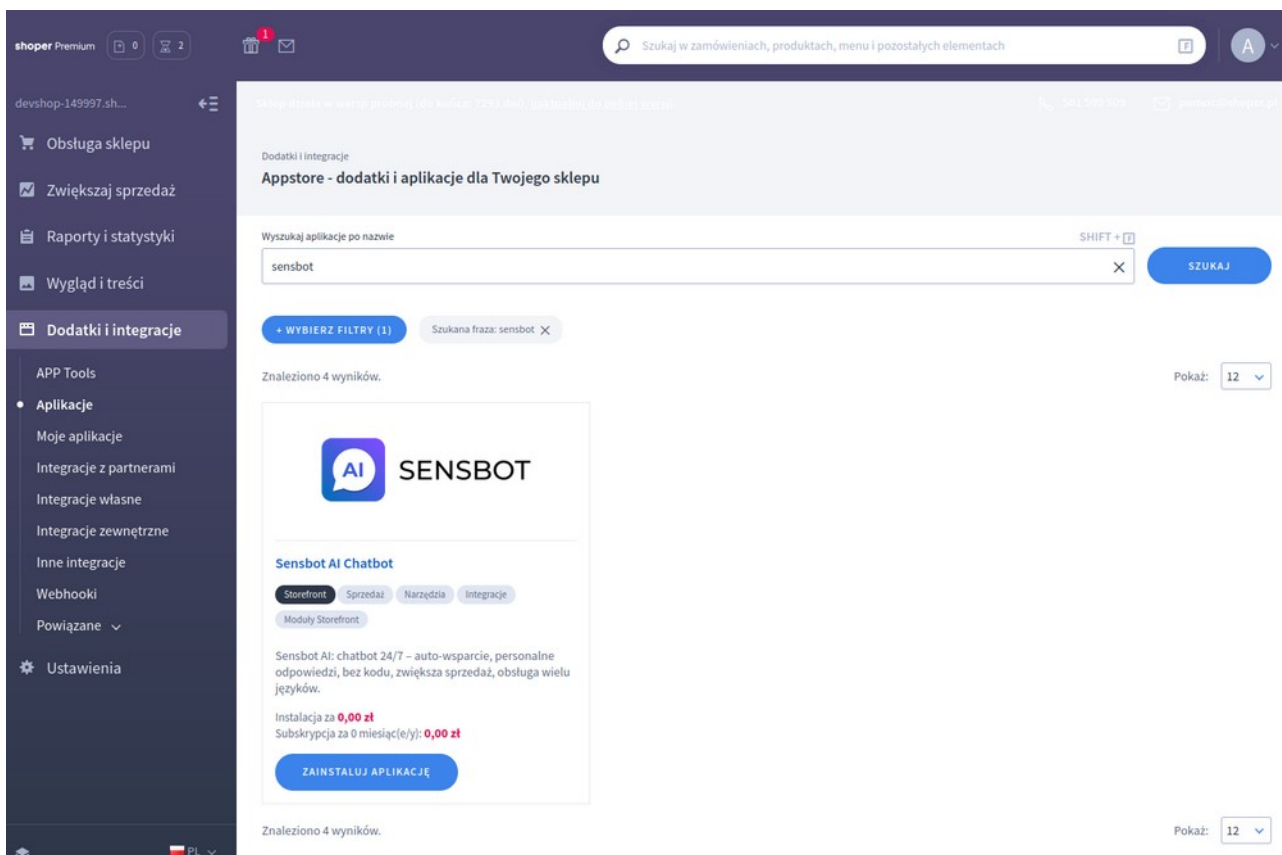 shoper Premium 0 2
1
Szukaj w zamówieniach, produktach, menu i pozostałych elementach
F
A
devshop-149997.sh...
Obsługa sklepu
Zwiększaj sprzedaż
Raporty i statystyki
Wygląd i treści
Dodatki i integracje
APP Tools
Aplikacje
Moje aplikacje
Integracje z partnerami
Integracje własne
Integracje zewnętrzne
Inne integracje
Webhooki
Powiązane
Ustawienia
PL
Dodatki i integracje
Appstore - dodatki i aplikacje dla Twojego sklepu
Wyszukaj aplikacje po nazwie
SHIFT + F
sensbot
SZUKAJ
+ WYBIERZ FILTRY (1)
Szukana fraza: sensbot
Znaleziono 4 wyników.
Pokaż: 12
AI SENSBOT
Sensbot AI Chatbot
Storefront Sprzedaż Narzędzia Integracje
Moduły Storefront
Sensbot AI: chatbot 24/7 – auto-wsparcie, personalne
odpowiedzi, bez kodu, zwiększa sprzedaż, obsługa wielu
języków.
Instalacja za 0,00 zł
Subskrypcja za 0 miesiąc(e/y): 0,00 zł
ZAINSTALUJ APLIKACJĘ
Znaleziono 4 wyników.
Pokaż: 12